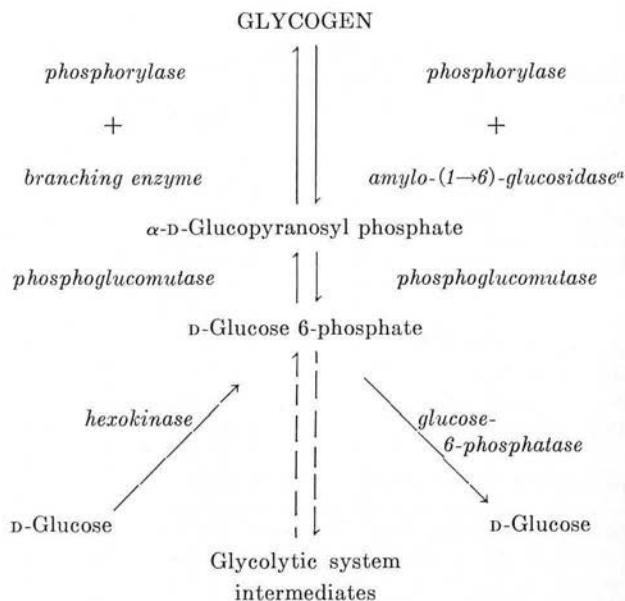 GLYCOGEN
phosphorylase phosphorylase
+ +
branching enzyme amylo-(1→6)-glucosidaseᵃ
α-D-Glucopyranosyl phosphate
phosphoglucomutase phosphoglucomutase
D-Glucose 6-phosphate
hexokinase glucose-
6-phosphatase
D-Glucose D-Glucose
Glycolytic system
intermediates